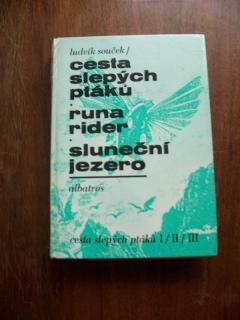 ludvík souček/
cesta
slepých
ptáků
·
runa
rider
·
sluneční
jezero
albatros
cesta slepých ptáků I/II/III